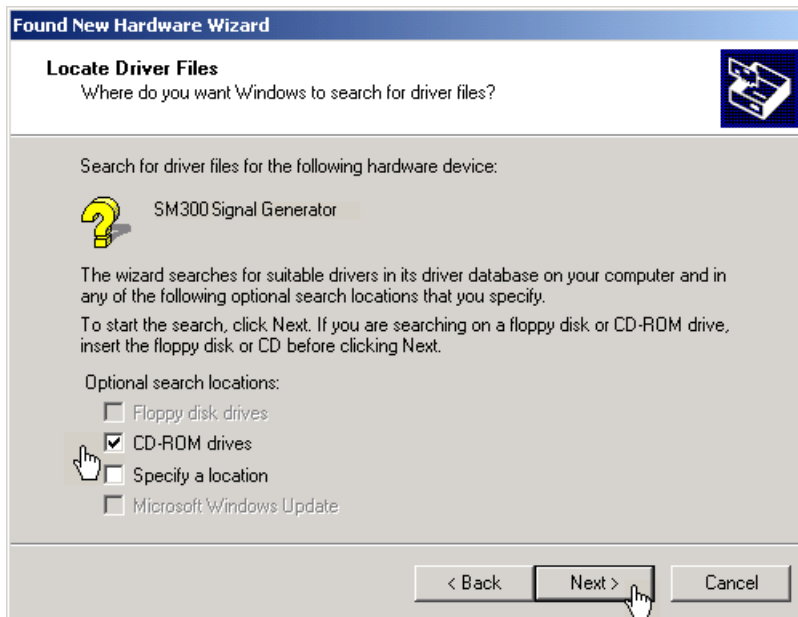 Found New Hardware Wizard
Locate Driver Files
Where do you want Windows to search for driver files?
Search for driver files for the following hardware device:
SM300 Signal Generator
The wizard searches for suitable drivers in its driver database on your computer and in
any of the following optional search locations that you specify.
To start the search, click Next. If you are searching on a floppy disk or CD-ROM drive,
insert the floppy disk or CD before clicking Next.
Optional search locations:
Floppy disk drives
CD-ROM drives
Specify a location
Microsoft Windows Update
< Back Next > Cancel